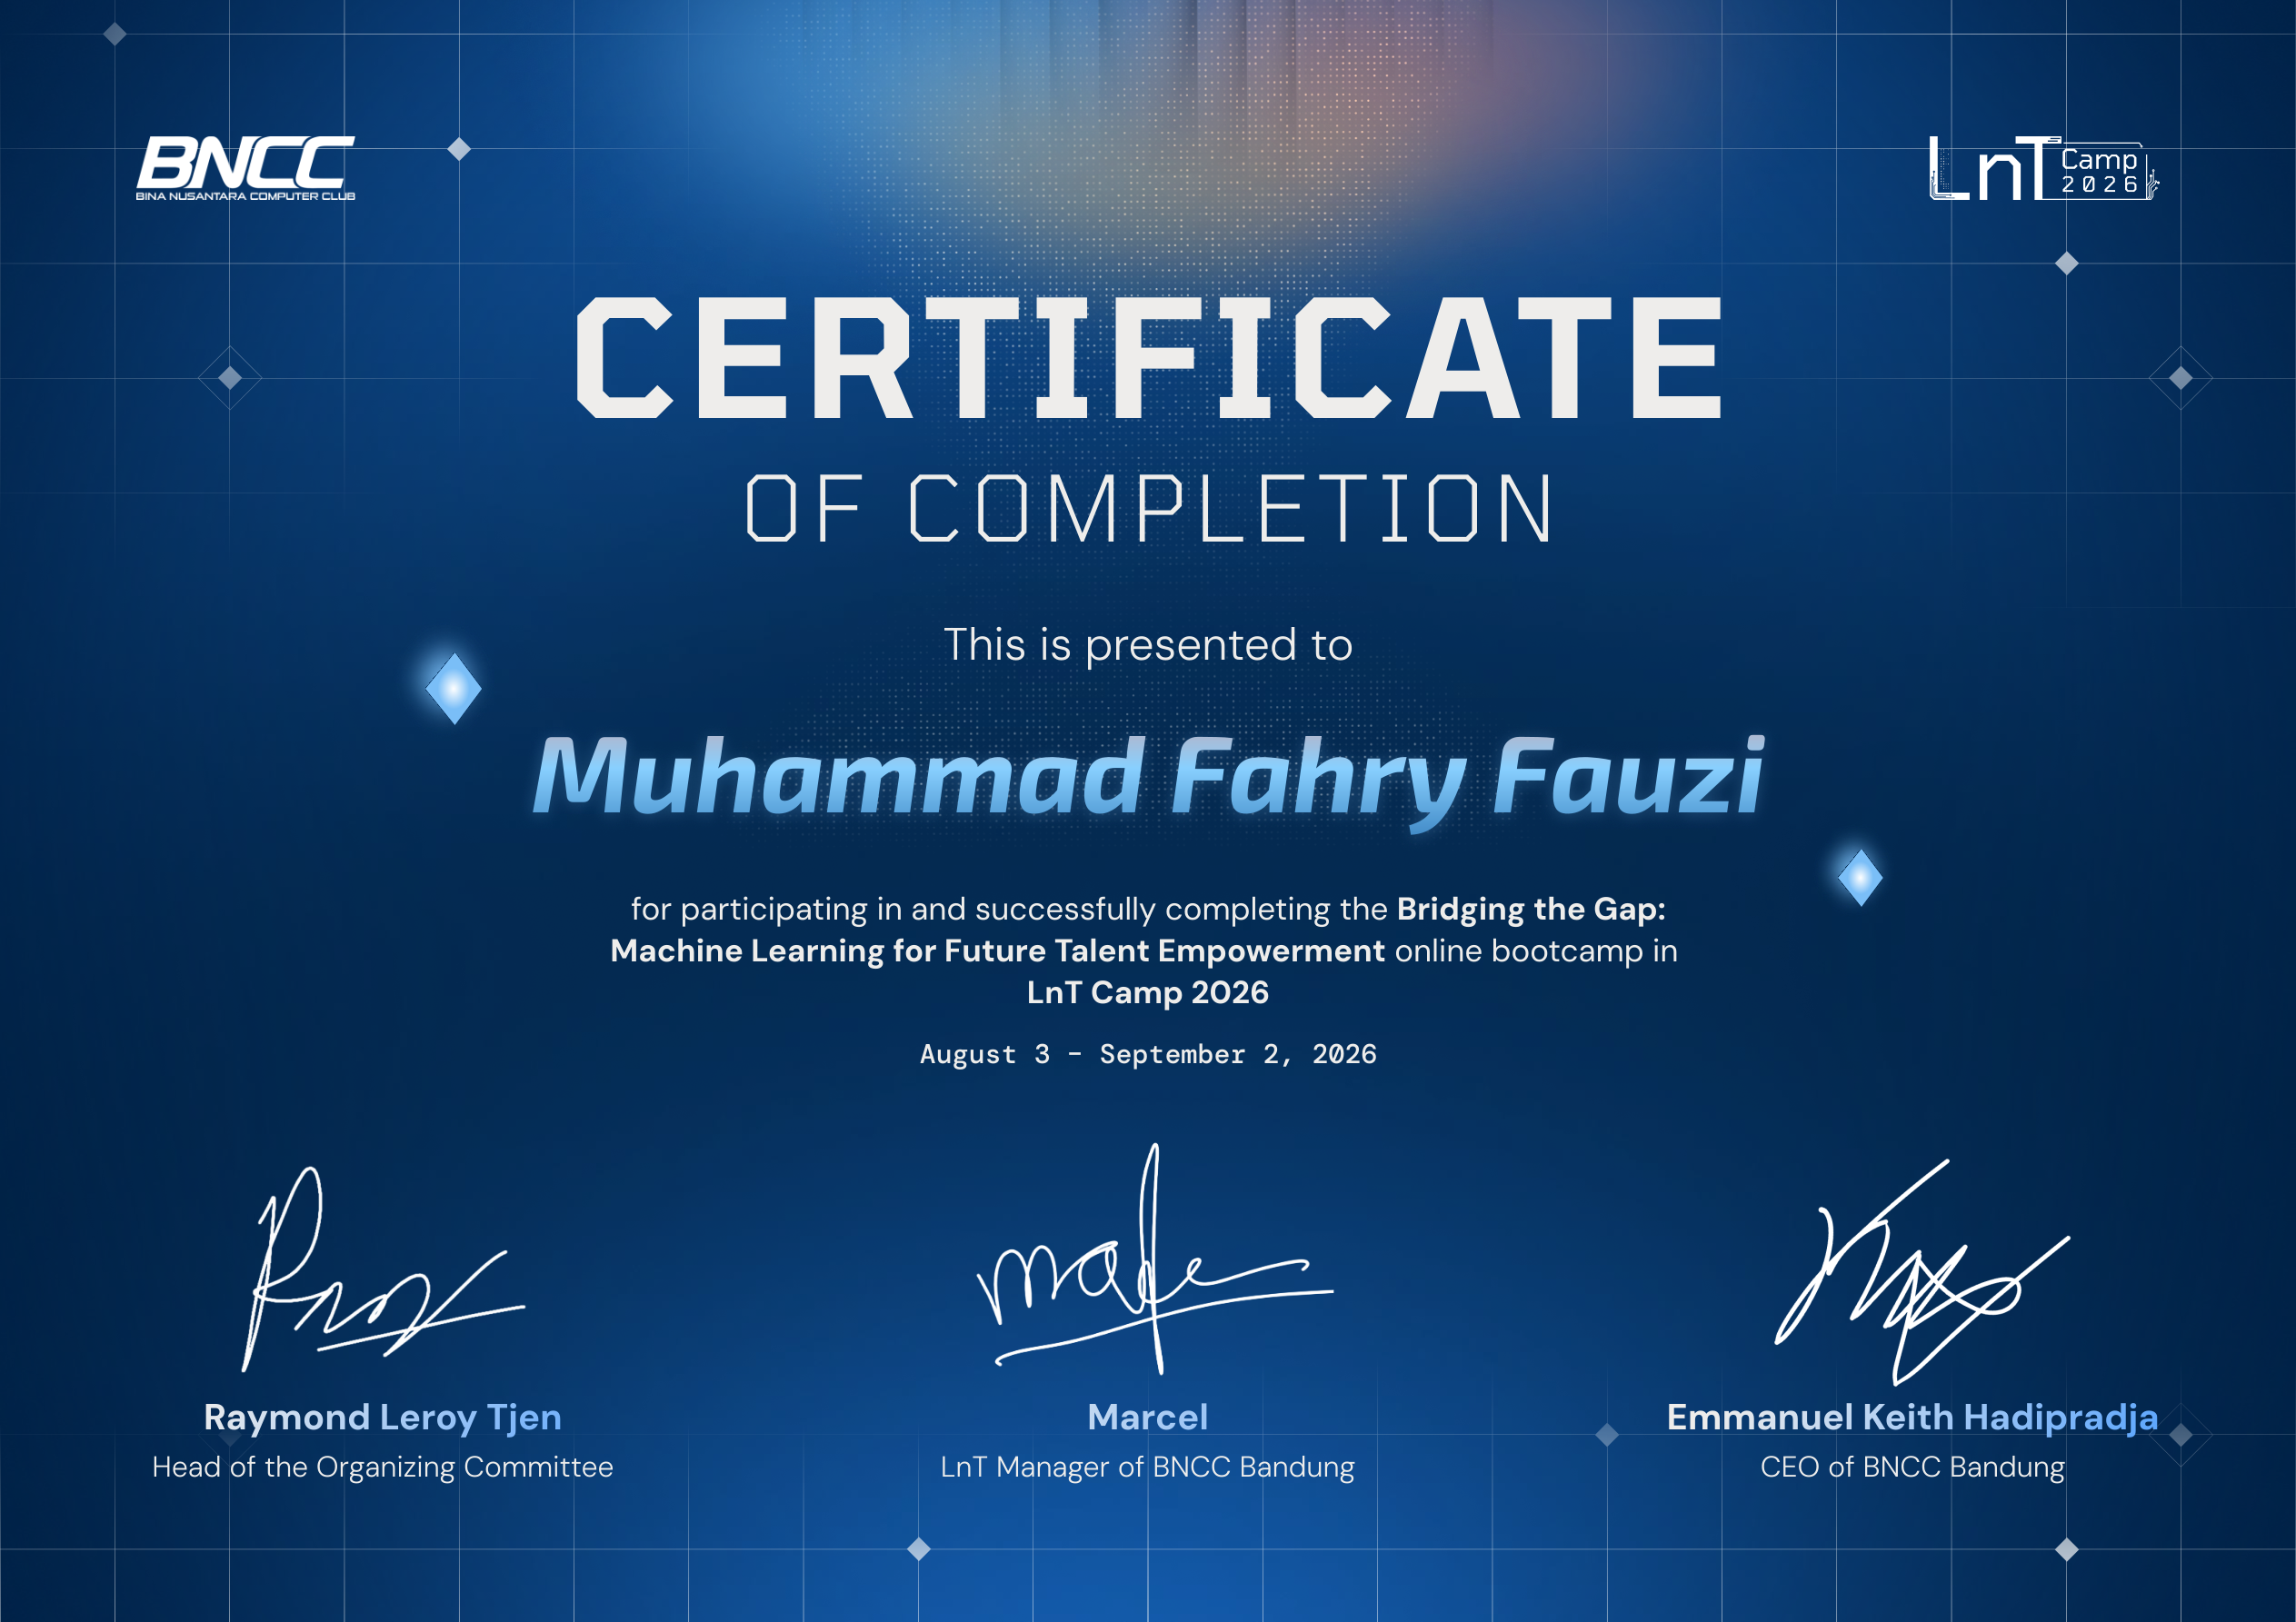 BNCC
BINA NUSANTARA COMPUTER CLUB
LnT Camp
2026
CERTIFICATE
OF COMPLETION
This is presented to
Muhammad Fahry Fauzi
for participating in and successfully completing the Bridging the Gap:
Machine Learning for Future Talent Empowerment online bootcamp in
LnT Camp 2026
August 3 - September 2, 2026
Raymond Leroy Tjen
Head of the Organizing Committee
Marcel
LnT Manager of BNCC Bandung
Emmanuel Keith Hadipradja
CEO of BNCC Bandung